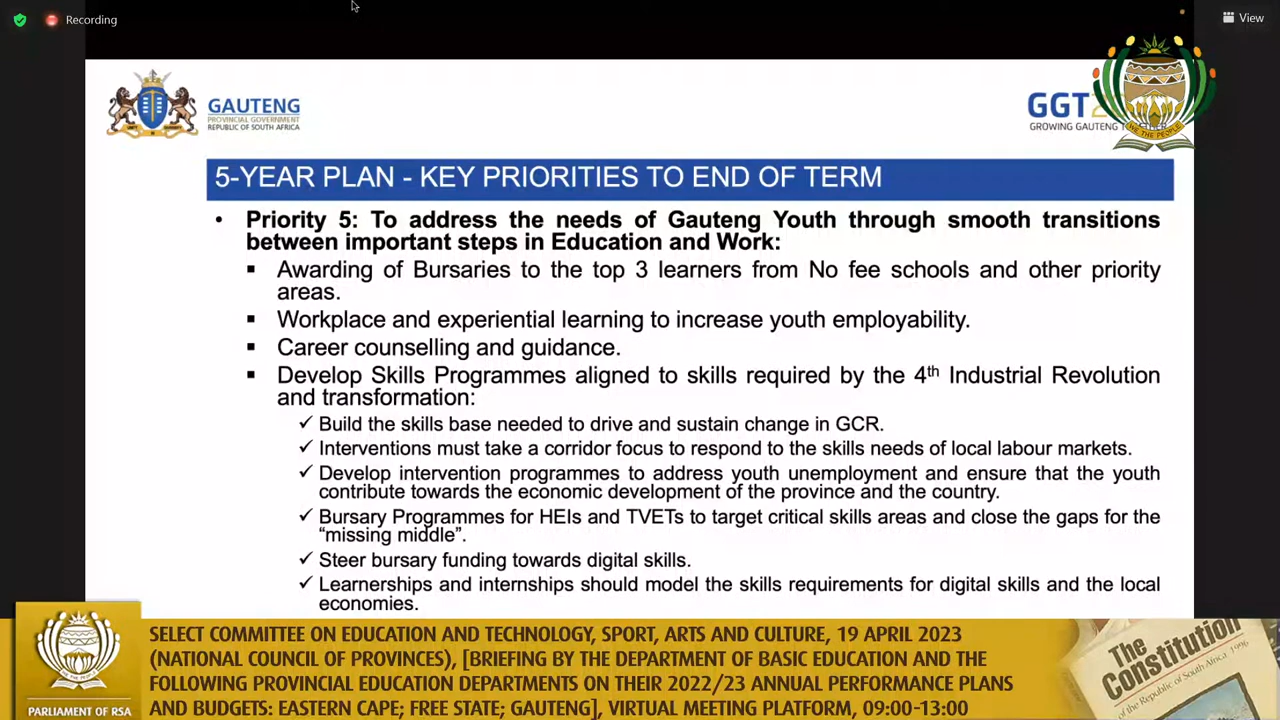 Recording
View
GAUTENG
PROVINCIAL GOVERNMENT
REPUBLIC OF SOUTH AFRICA
GGT
GROWING GAUTENG
WE THE PEOPLE
5-YEAR PLAN - KEY PRIORITIES TO END OF TERM
• Priority 5: To address the needs of Gauteng Youth through smooth transitions
between important steps in Education and Work:
▪ Awarding of Bursaries to the top 3 learners from No fee schools and other priority
areas.
▪ Workplace and experiential learning to increase youth employability.
▪ Career counselling and guidance.
▪ Develop Skills Programmes aligned to skills required by the 4th Industrial Revolution
and transformation:
✓ Build the skills base needed to drive and sustain change in GCR.
✓ Interventions must take a corridor focus to respond to the skills needs of local labour markets.
✓ Develop intervention programmes to address youth unemployment and ensure that the youth
contribute towards the economic development of the province and the country.
✓ Bursary Programmes for HEIs and TVETs to target critical skills areas and close the gaps for the
“missing middle”.
✓ Steer bursary funding towards digital skills.
✓ Learnerships and internships should model the skills requirements for digital skills and the local
economies.
SELECT COMMITTEE ON EDUCATION AND TECHNOLOGY, SPORT, ARTS AND CULTURE, 19 APRIL 2023
(NATIONAL COUNCIL OF PROVINCES), [BRIEFING BY THE DEPARTMENT OF BASIC EDUCATION AND THE
FOLLOWING PROVINCIAL EDUCATION DEPARTMENTS ON THEIR 2022/23 ANNUAL PERFORMANCE PLANS
AND BUDGETS: EASTERN CAPE; FREE STATE; GAUTENG], VIRTUAL MEETING PLATFORM, 09:00-13:00
PARLIAMENT OF RSA
The
Constitution
of the Republic of South Africa, 1996